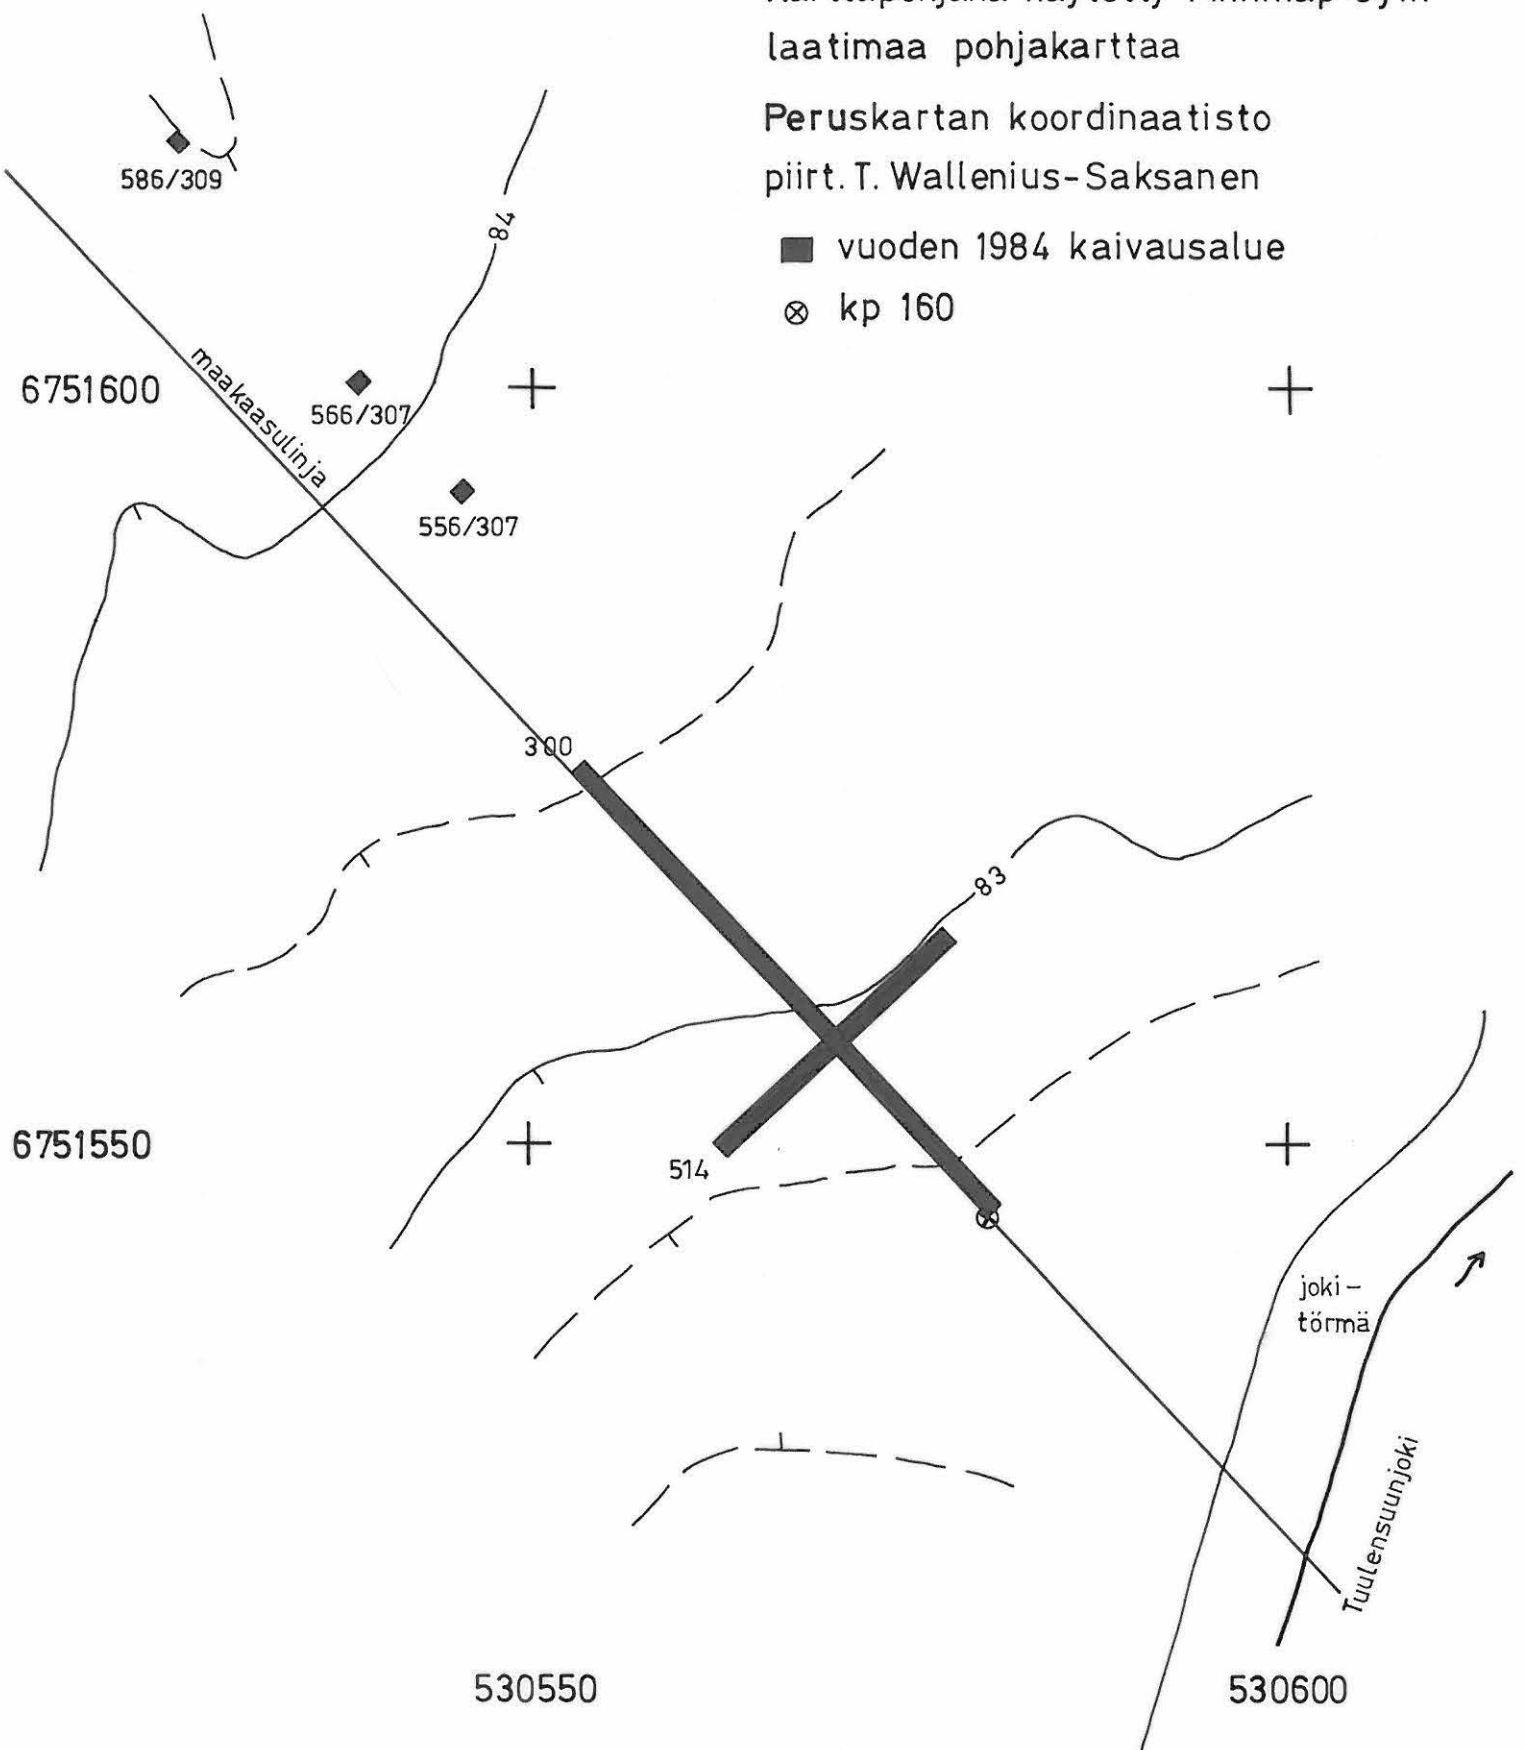 laatimaa pohjakarttaa
Peruskartan koordinaatisto
piirt. T. Wallenius-Saksanen
vuoden 1984 kaivausalue
kp 160
586/309
84
6751600
maakaasulinja
566/307
556/307
300
83
6751550
514
joki-
törmä
Tuulensuunjoki
530550
530600